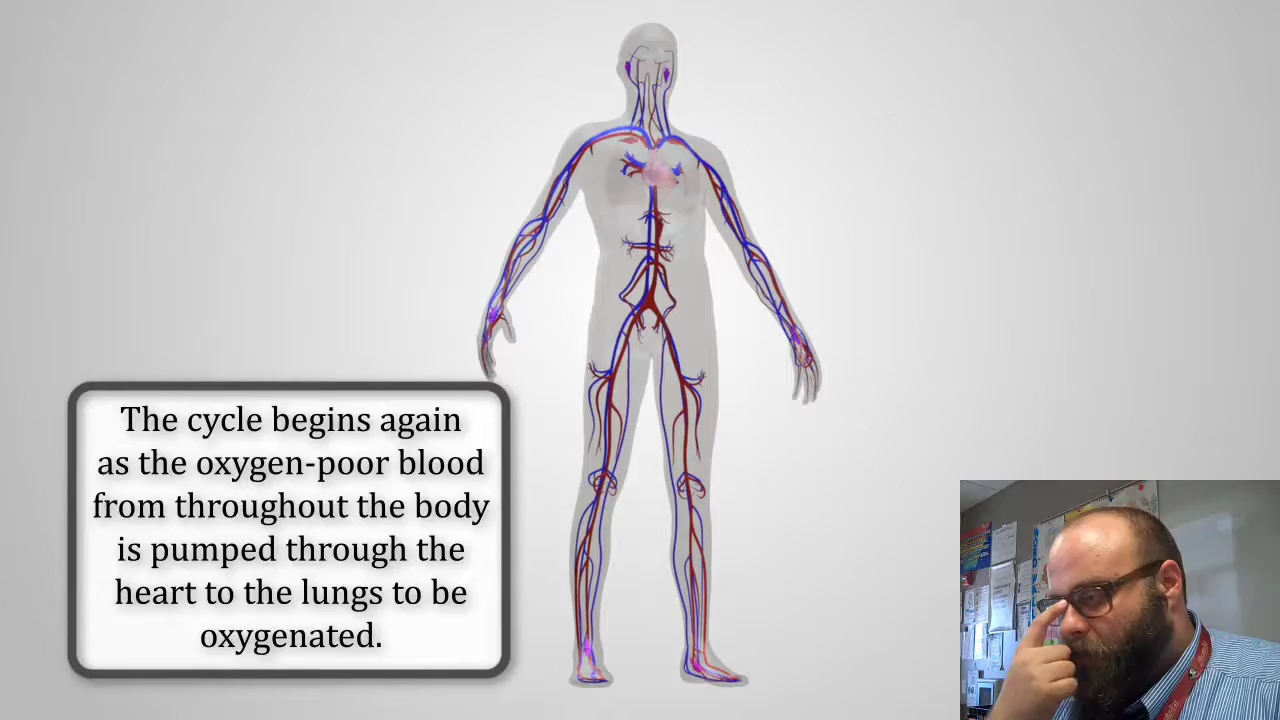 The cycle begins again
as the oxygen-poor blood
from throughout the body
is pumped through the
heart to the lungs to be
oxygenated.